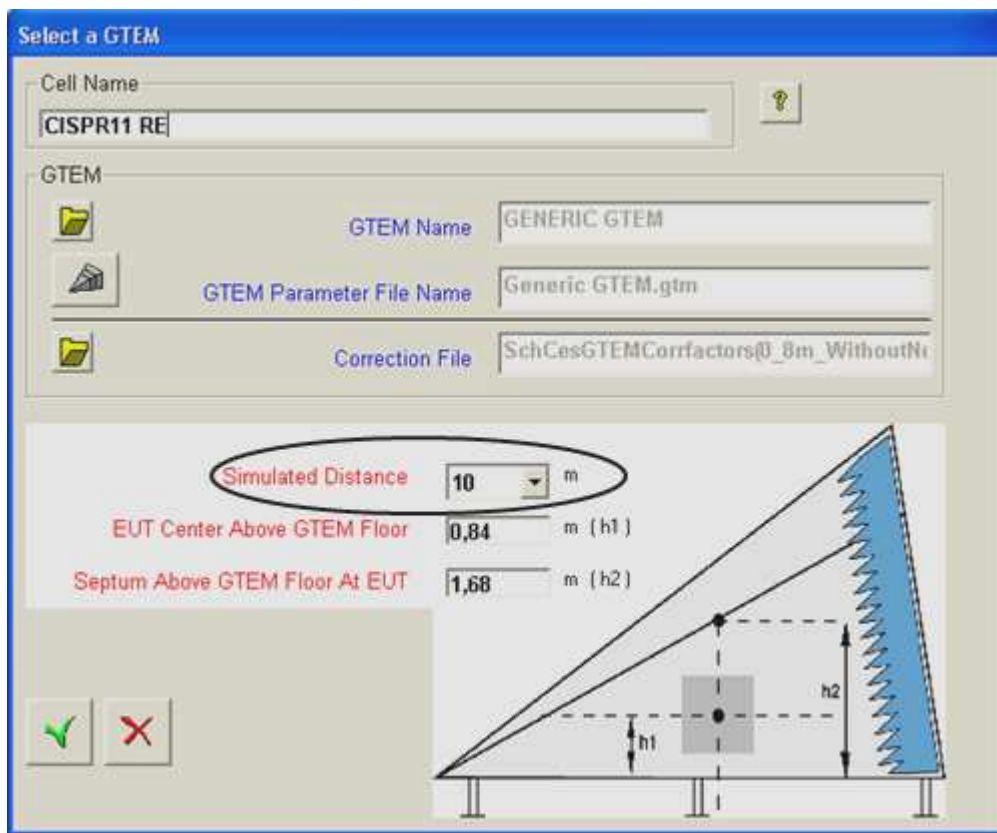 Select a GTEM
Cell Name
CISPR11 RE
GTEM
GTEM Name GENERIC GTEM
GTEM Parameter File Name Generic GTEM.gtm
Correction File SchCesGTEMCorrfactors(0_8m_WithoutN
Simulated Distance 10 m
EUT Center Above GTEM Floor 0,84 m (h1)
Septum Above GTEM Floor At EUT 1,68 m (h2)
h2
h1